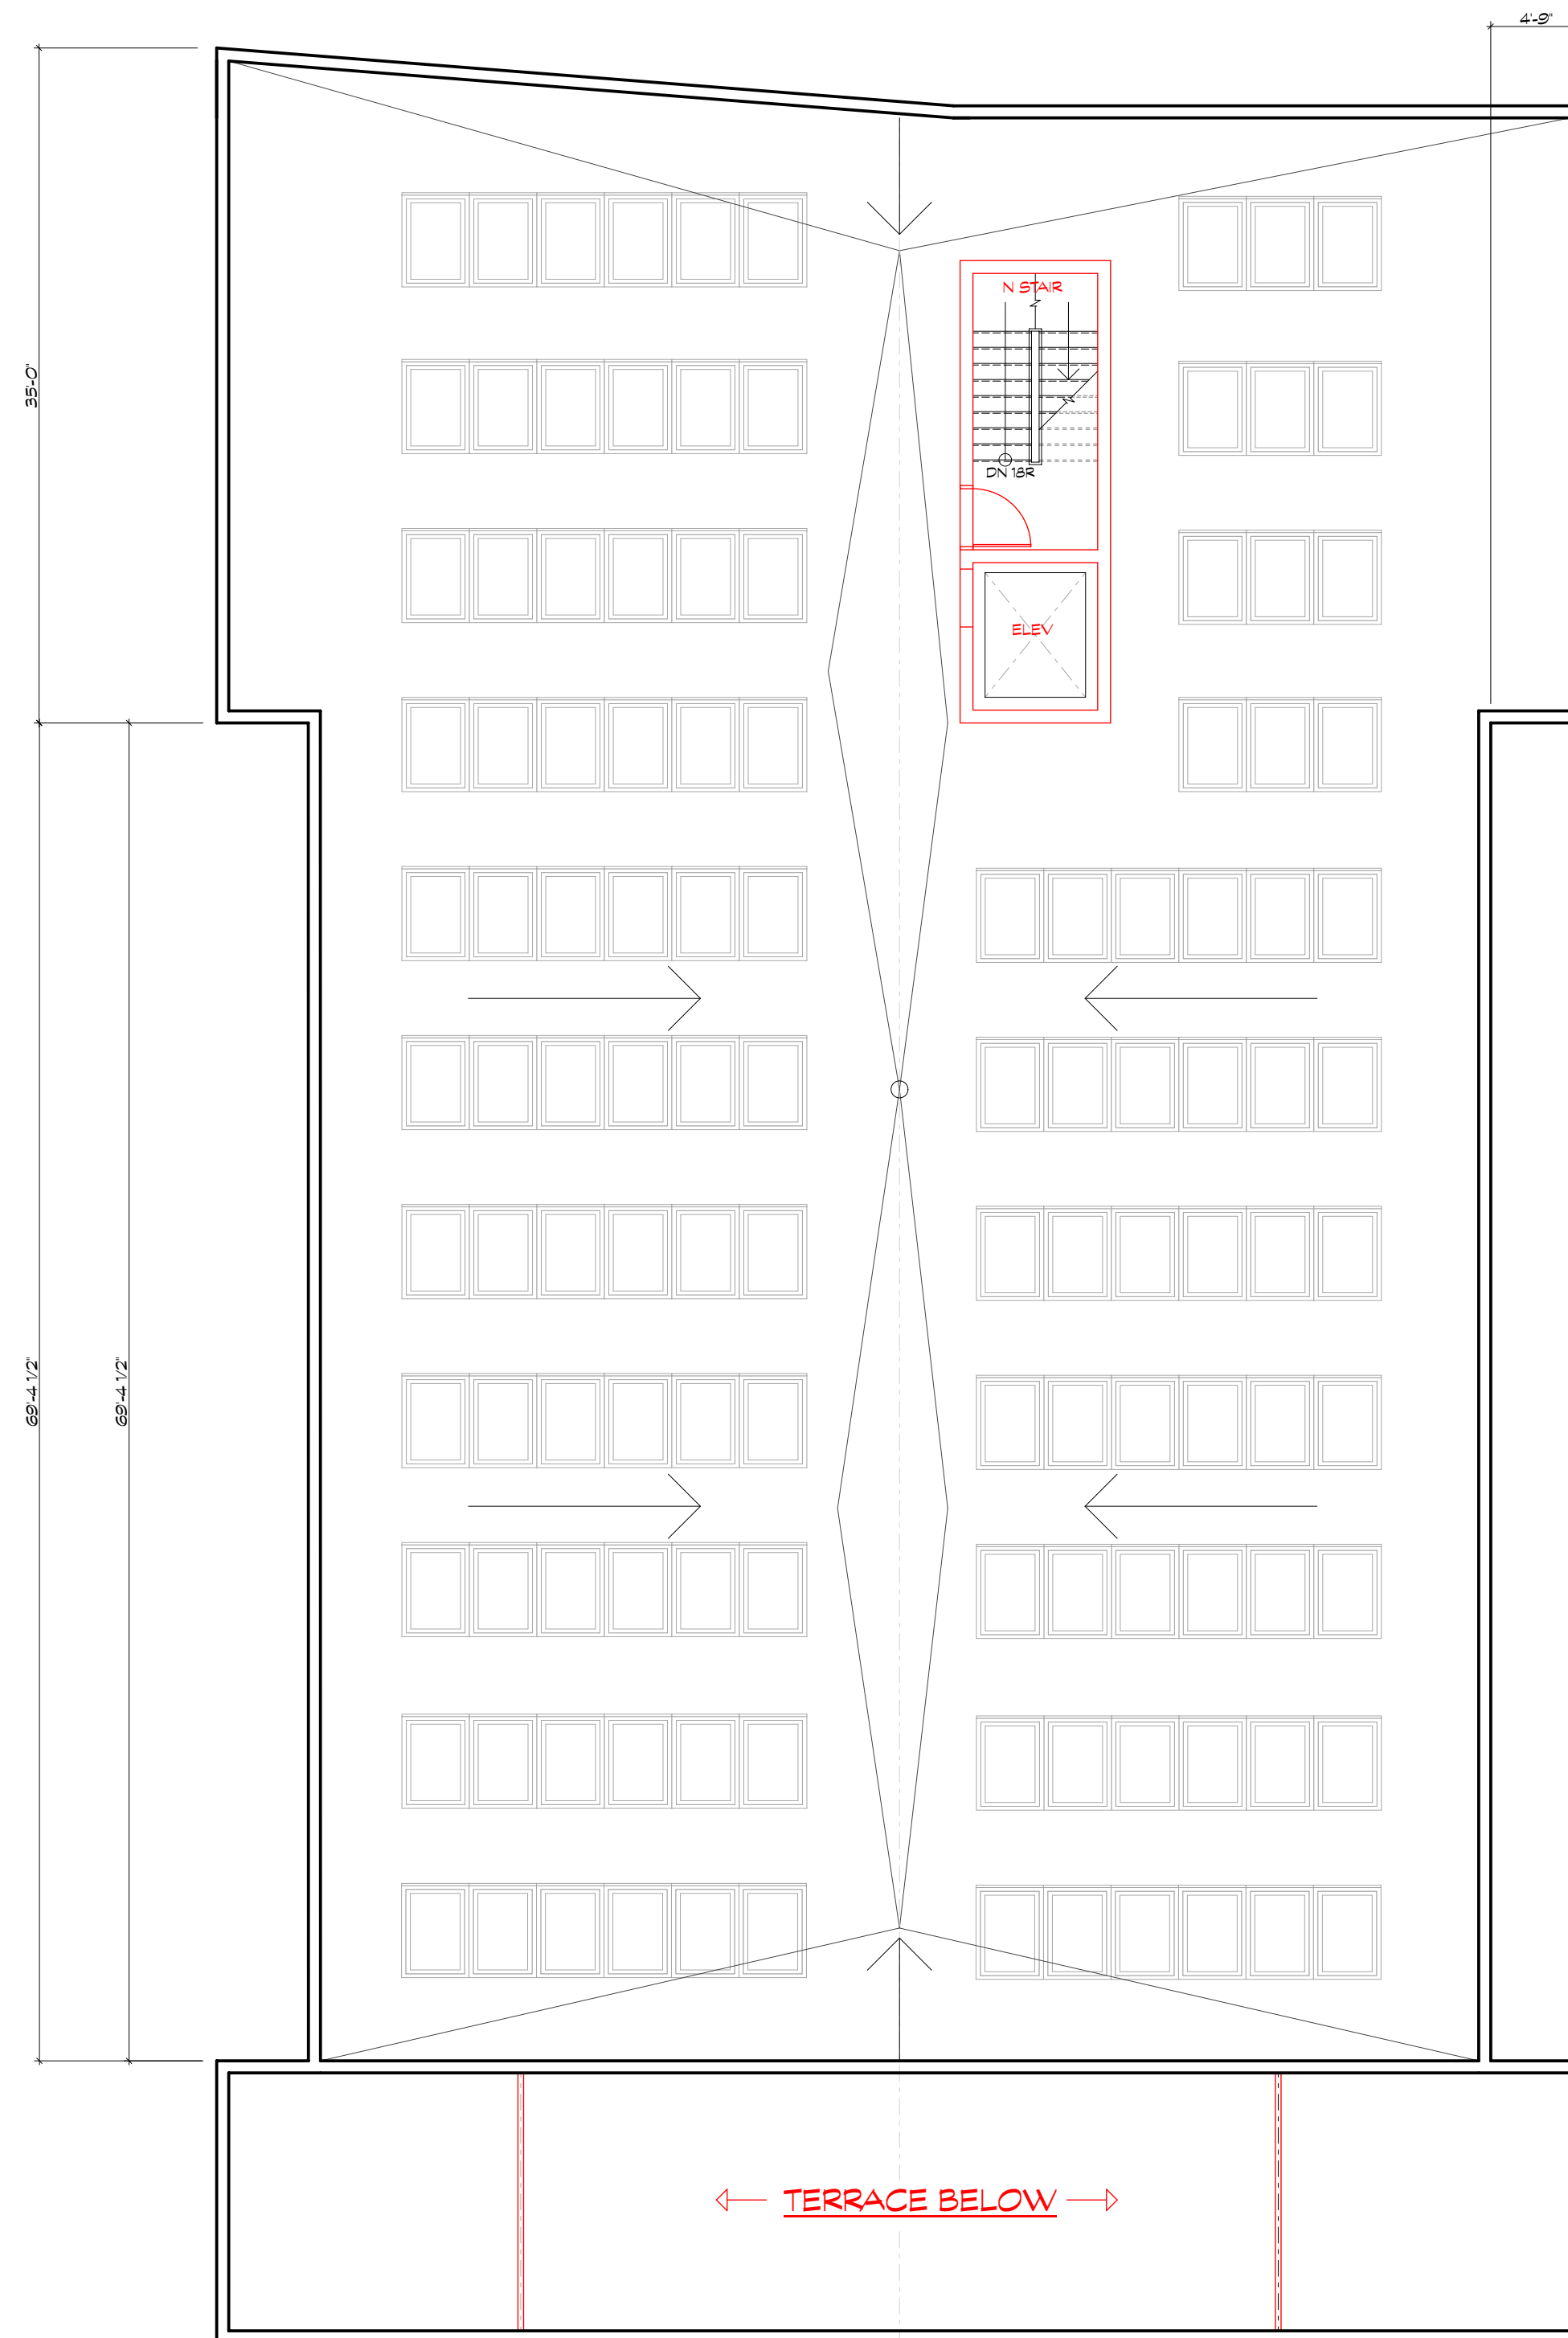 4'-9"
N STAIR
35'-0"
DN 18R
ELEV
69'-4 1/2"
69'-4 1/2"
TERRACE BELOW